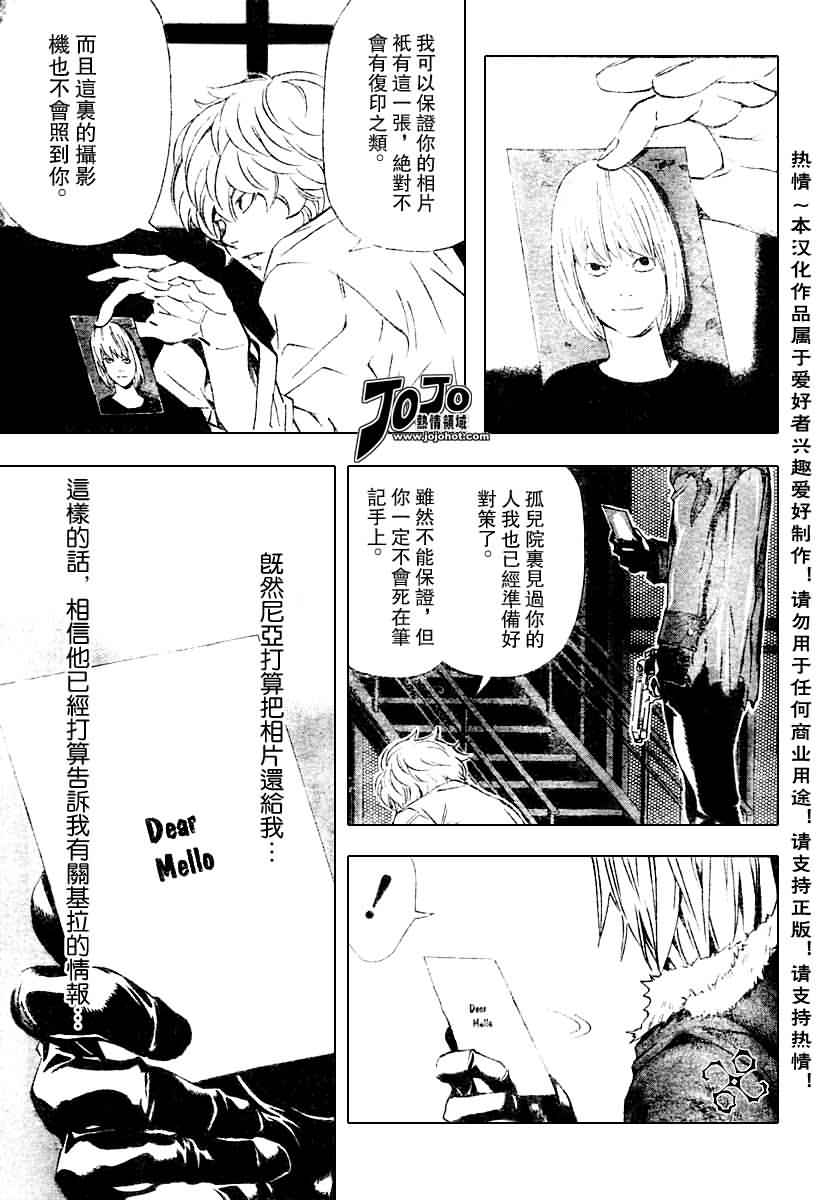 我可以保證你的相片
衹有這一張，絕對不
會有復印之類。
而且這裏的攝影
機也不會照到你。
JOJO
熱情領域
www.jojohot.com
孤兒院裏見過你的
人我也已經準備好
對策了。
雖然不能保證，但
你一定不會死在筆
記手上。
！
Dear
Mello
既然尼亞打算把相片還給我…
這樣的話，相信他已經打算告訴我有關基拉的情報…
Dear
Mello
热情～本汉化作品属于爱好者兴趣爱好制作！请勿用于任何商业用途！请支持正版！请支持热情！